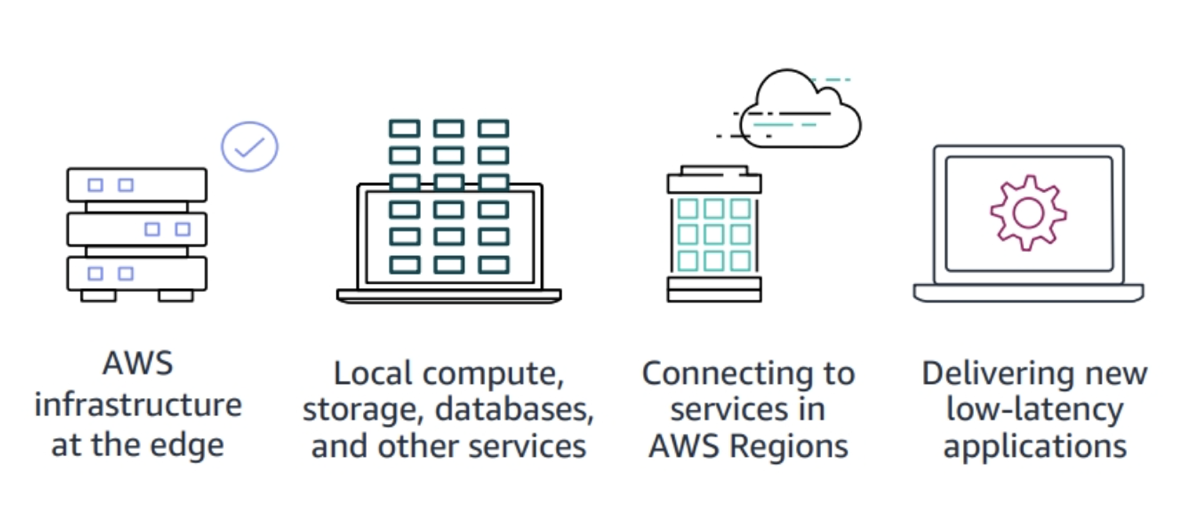 AWS
infrastructure
at the edge
Local compute,
storage, databases,
and other services
Connecting to
services in
AWS Regions
Delivering new
low-latency
applications